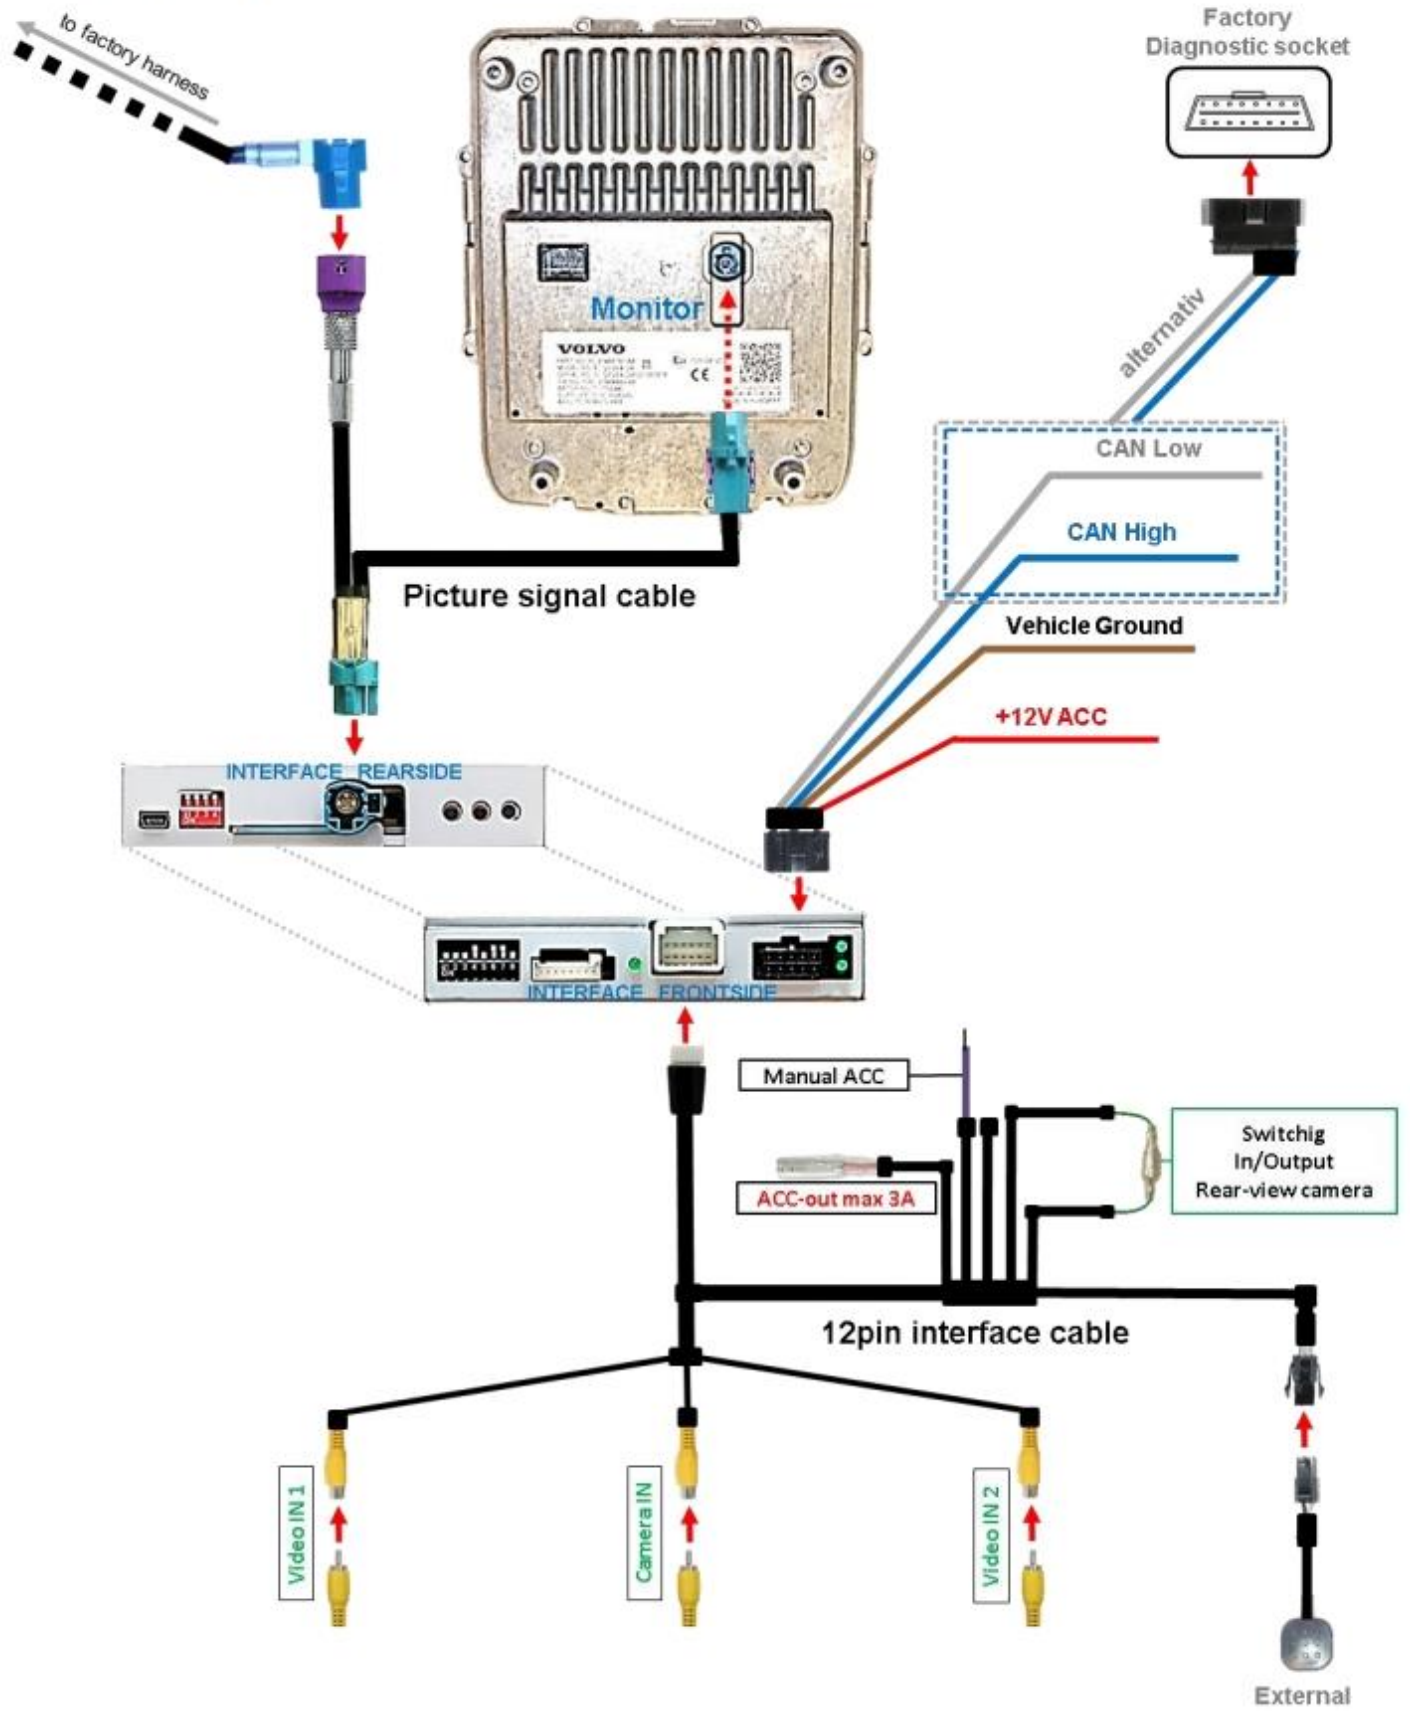 to factory harness
Factory
Diagnostic socket
Monitor
VOLVO
CE
alternativ
CAN Low
CAN High
Picture signal cable
Vehicle Ground
+12V ACC
INTERFACE REARSIDE
INTERFACE FRONTSIDE
Manual ACC
Switchig
In/Output
Rear-view camera
ACC-out max 3A
12pin interface cable
Video IN 1
Camera IN
Video IN 2
External